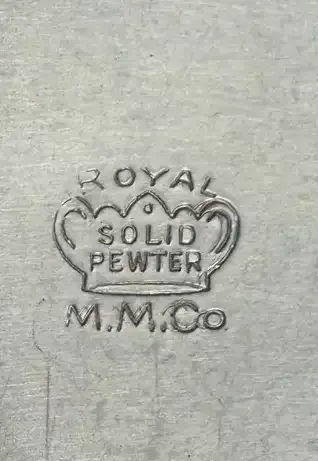 ROYAL
SOLID
PEWTER
M.M.Co.